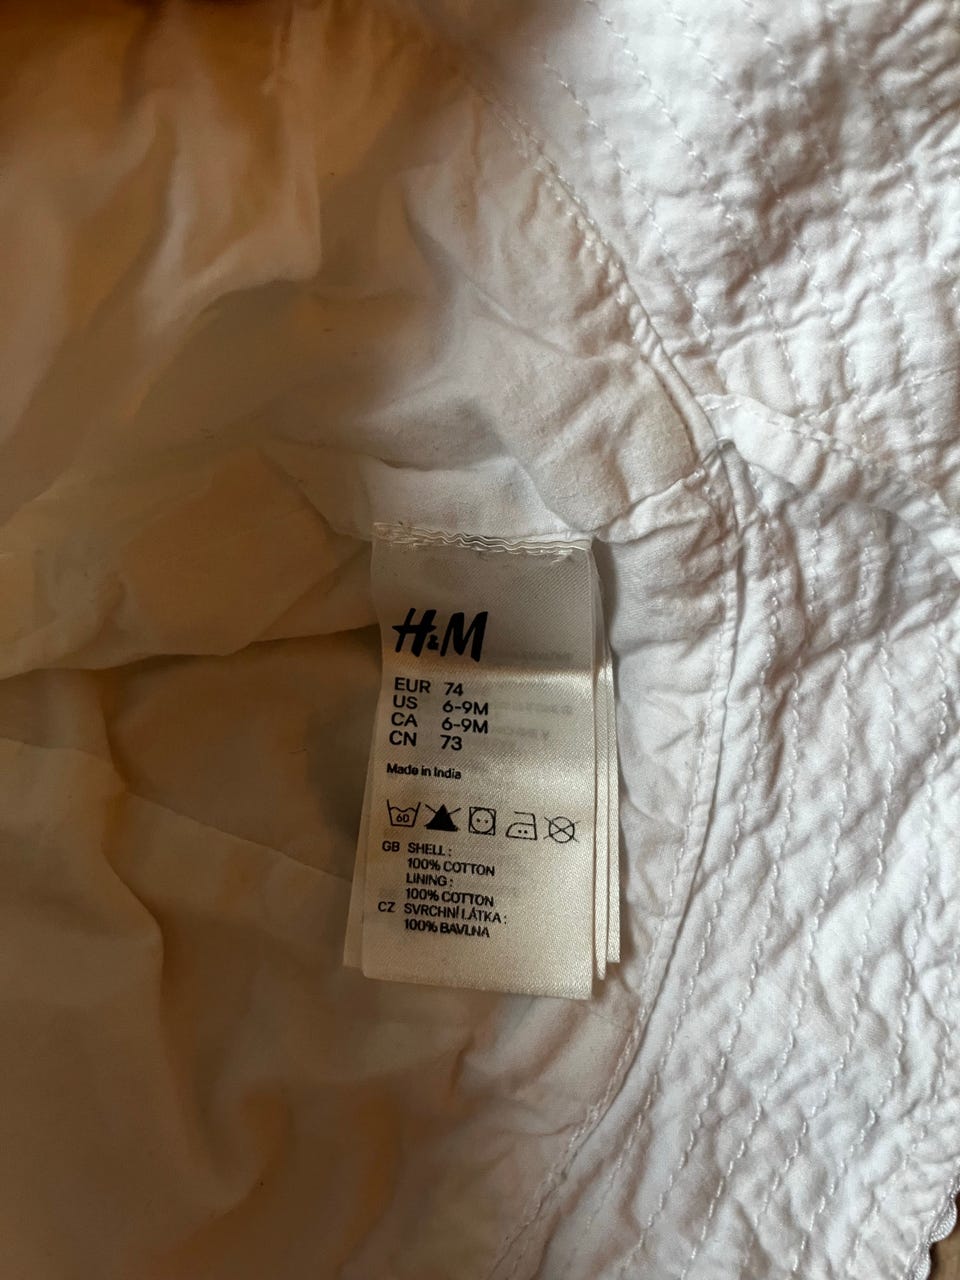 H&M
EUR 74
US 6-9M
CA 6-9M
CN 73
Made in India
60
GB SHELL :
100% COTTON
LINING :
100% COTTON
CZ SVRCHNÍ LÁTKA :
100% BAVLNA